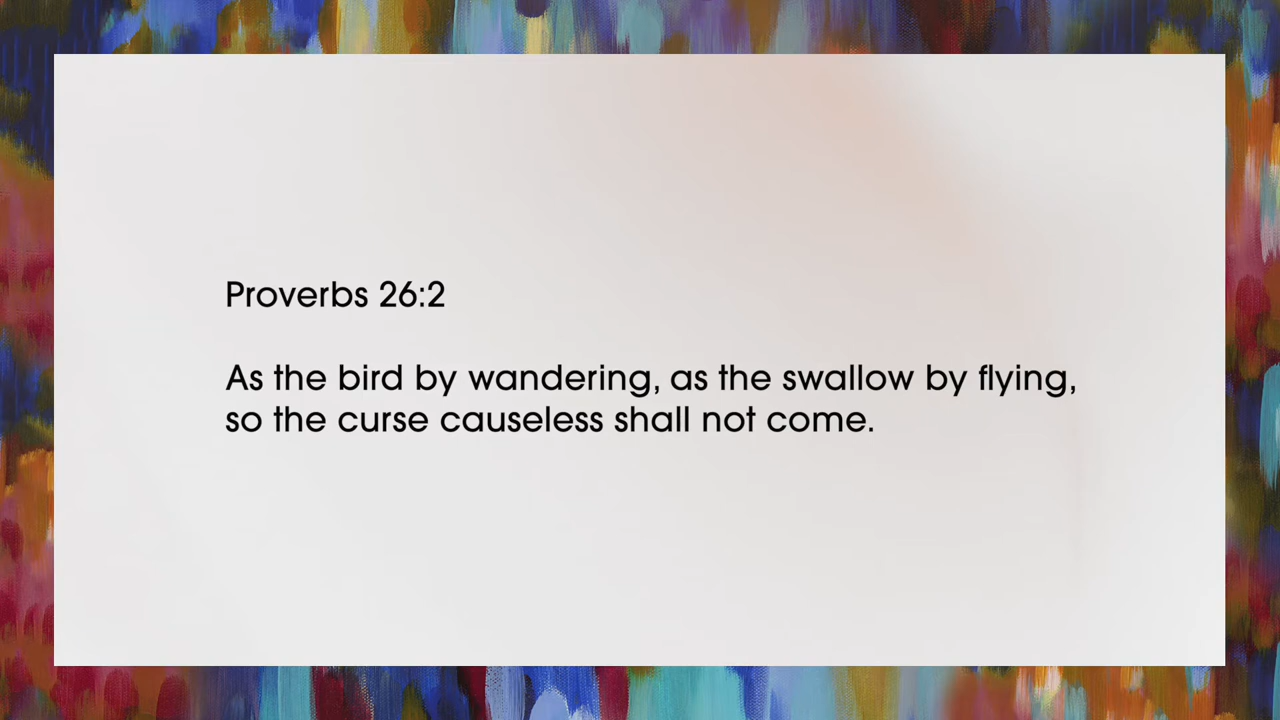 Proverbs 26:2
As the bird by wandering, as the swallow by flying,
so the curse causeless shall not come.